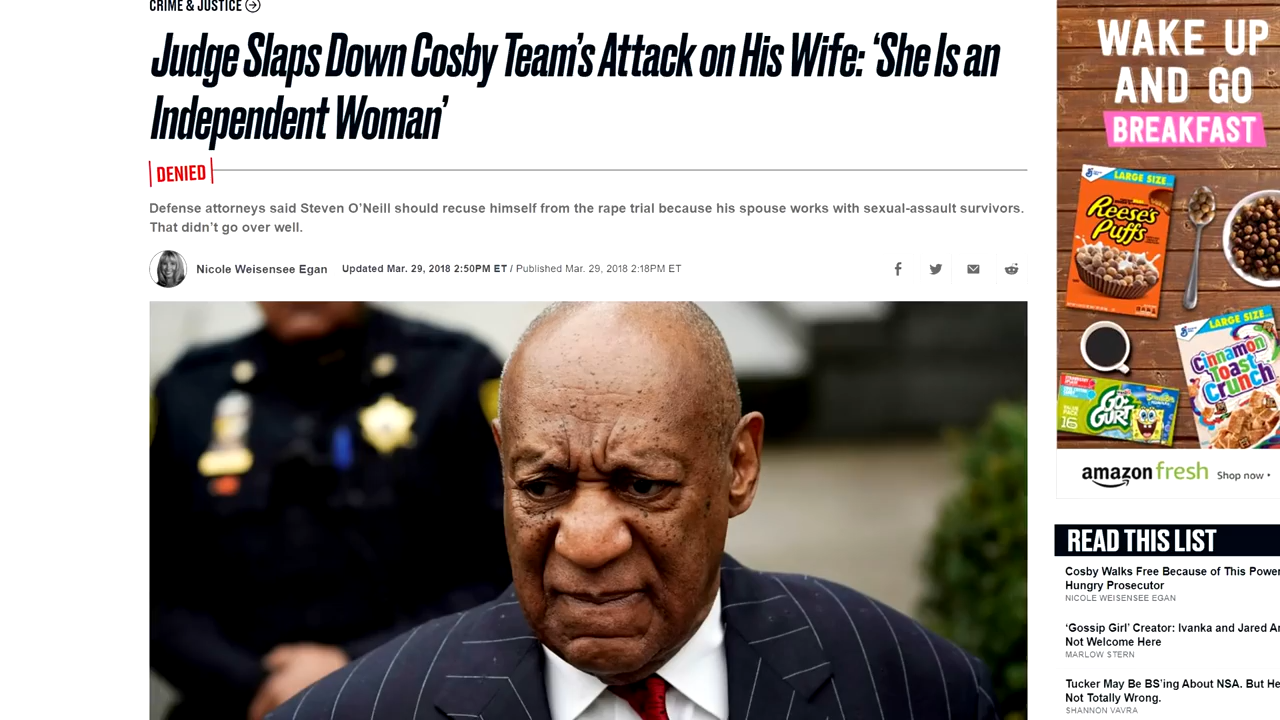 CRIME & JUSTICE
Judge Slaps Down Cosby Team's Attack on His Wife: 'She Is an
Independent Woman'
DENIED
Defense attorneys said Steven O'Neill should recuse himself from the rape trial because his spouse works with sexual-assault survivors.
That didn't go over well.
Nicole Weisensee Egan Updated Mar. 29, 2018 2:50PM ET / Published Mar. 29, 2018 2:18PM ET
WAKE UP
AND GO
BREAKFAST
LARGE SIZE
Reese's
Puffs
LARGE SIZE
Cinnamon
Toast
Crunch
VALUE
PACK
16
GO-
GURT
amazonfresh Shop now
READ THIS LIST
Cosby Walks Free Because of This Power
Hungry Prosecutor
NICOLE WEISENSEE EGAN
'Gossip Girl' Creator: Ivanka and Jared Ar
Not Welcome Here
MARLOW STERN
Tucker May Be BS'ing About NSA. But He
Not Totally Wrong.
SHANNON VAVRA